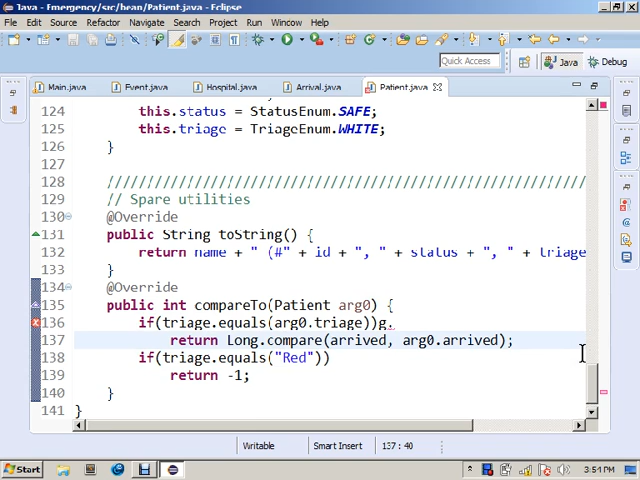 Java - Emergency/src/bean/Patient.java - Eclipse
File Edit Source Refactor Navigate Search Project Run Window Help
Quick Access
Java
Debug
Main.java
Event.java
Hospital.java
Arrival.java
Patient.java
124 this.status = StatusEnum.SAFE;
125 this.triage = TriageEnum.WHITE;
126 }
127
128 ////////////////////////////////////////////////////////////
129 // Spare utilities
130 @Override
131 public String toString() {
132 return name + " (#" + id + ", " + status + ", " + triage
133 }
134 @Override
135 public int compareTo(Patient arg0) {
136 if(triage.equals(arg0.triage))g.
137 return Long.compare(arrived, arg0.arrived);
138 if(triage.equals("Red"))
139 return -1;
140 }
141 }
Writable
Smart Insert
137 : 40
Start
3:54 PM